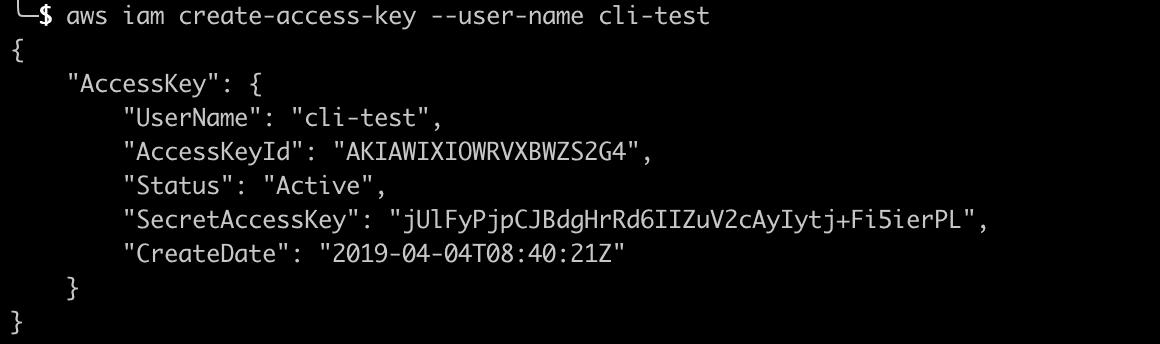 ╰─$ aws iam create-access-key --user-name cli-test
{
    "AccessKey": {
        "UserName": "cli-test",
        "AccessKeyId": "AKIAWIXIOWRVXBWZS2G4",
        "Status": "Active",
        "SecretAccessKey": "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",
        "CreateDate": "2019-04-04T08:40:21Z"
    }
}